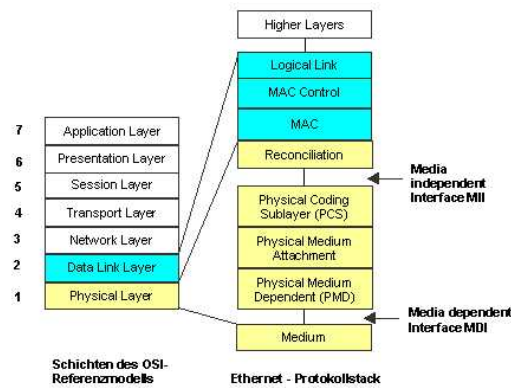 Higher Layers
Logical Link
MAC Control
MAC
Reconciliation
Media
independent
Interface MII
Physical Coding
Sublayer (PCS)
Physical Medium
Attachment
Physical Medium
Dependent (PMD)
Media dependent
Interface MDI
Medium
7 Application Layer
6 Presentation Layer
5 Session Layer
4 Transport Layer
3 Network Layer
2 Data Link Layer
1 Physical Layer
Schichten des OSI-
Referenzmodells
Ethernet - Protokollstack